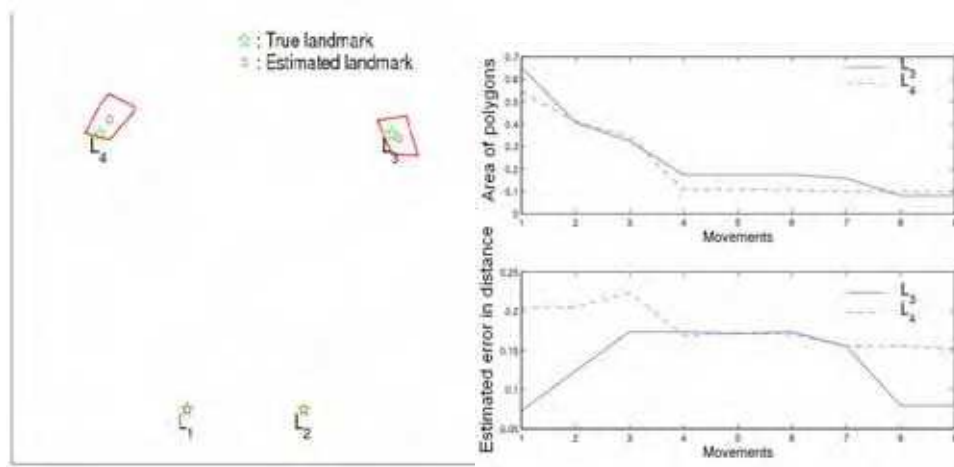 ☆ : True landmark
○ : Estimated landmark
L4
L3
L1
L2
Area of polygons
0.7
0.6
0.5
0.4
0.3
0.2
0.1
0
L3
L4
1 2 3 4 5 6 7 8 9
Movements
Estimated error in distance
0.25
0.2
0.15
0.1
0.05
L3
L4
1 2 3 4 5 6 7 8 9
Movements